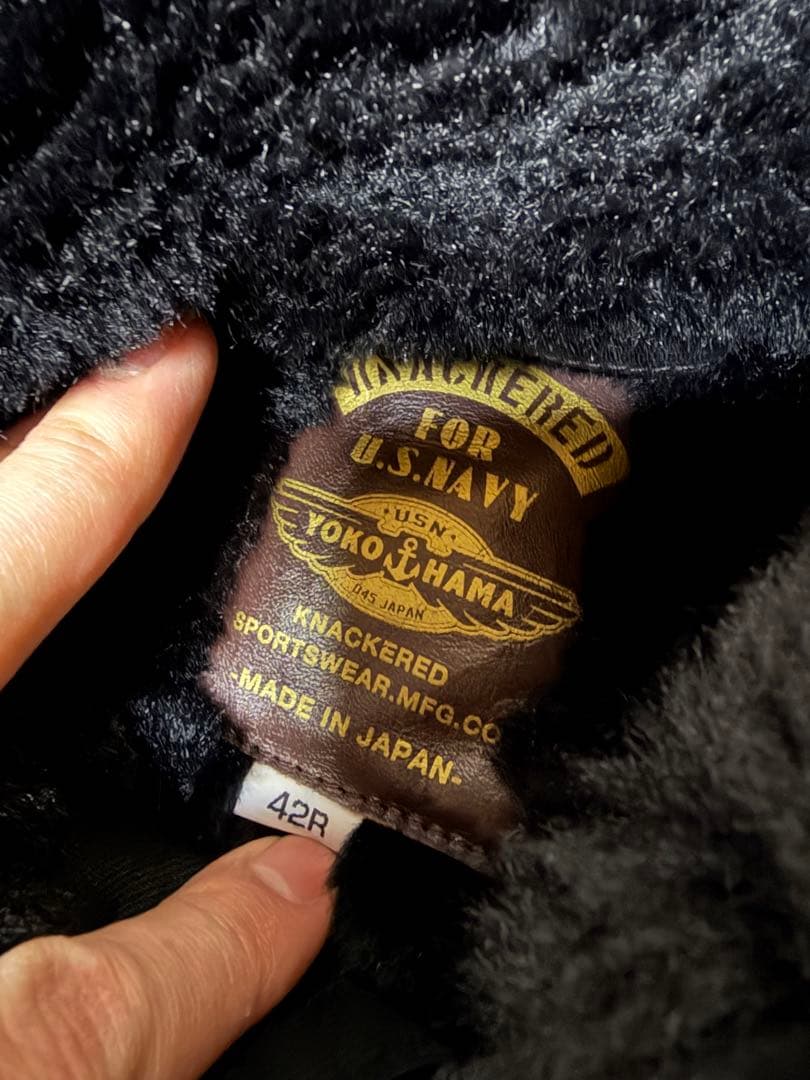 KNACKERED
FOR
U.S.NAVY
USN
YOKO HAMA
045 JAPAN
KNACKERED
SPORTSWEAR.MFG.CO
-MADE IN JAPAN-
42R